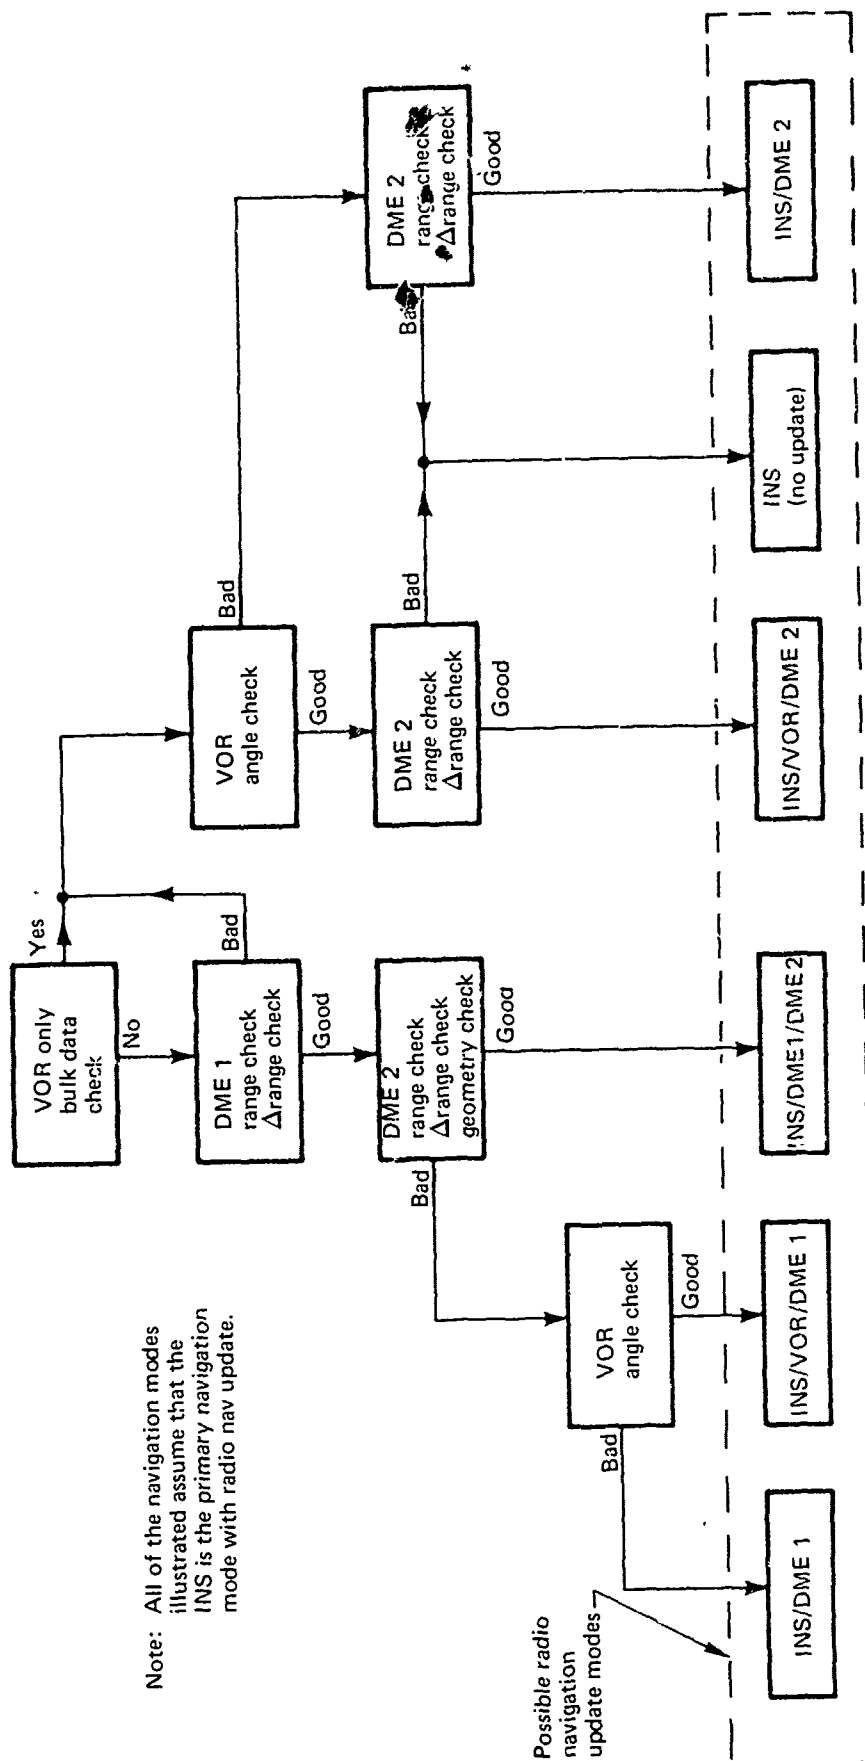 Note: All of the navigation modes
illustrated assume that the
INS is the primary navigation
mode with radio nav update.
VOR only
bulk data
check
Yes
No
DME 1
range check
Δrange check
Bad
Good
VOR
angle check
Bad
Good
DME 2
range check
Δrange check
geometry check
Bad
Good
DME 2
range check
Δrange check
Bad
Good
DME 2
range check
Δrange check
Bad
Good
VOR
angle check
Bad
Good
Possible radio
navigation
update modes
INS/DME 1
INS/VOR/DME 1
INS/DME1/DME 2
INS/VOR/DME 2
INS
(no update)
INS/DME 2